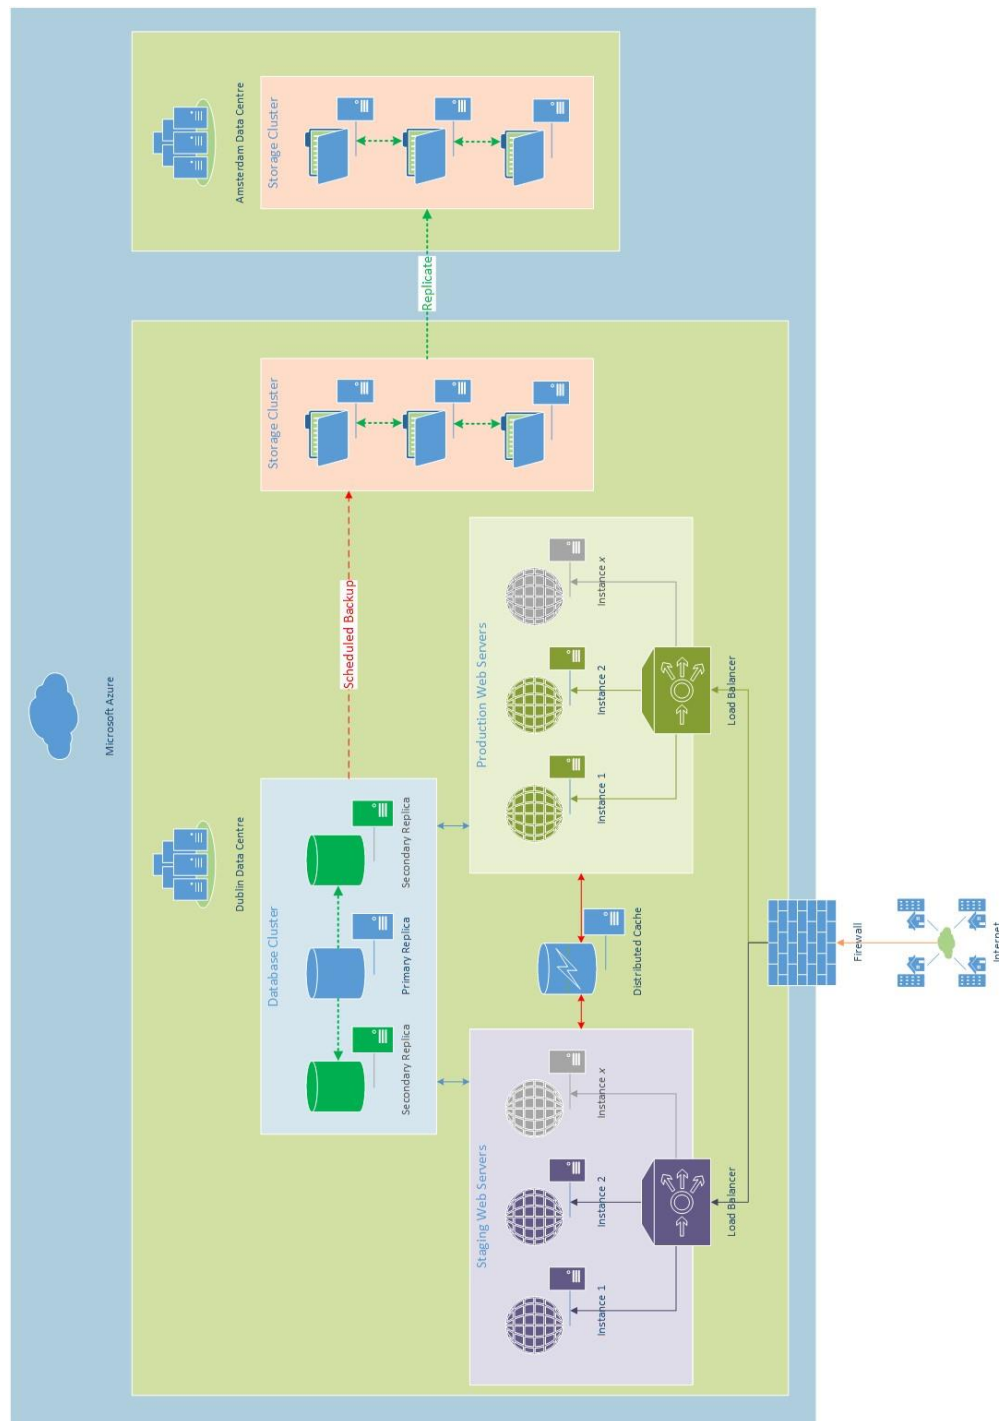 Microsoft Azure
Dublin Data Centre
Amsterdam Data Centre
Database Cluster
Secondary Replica
Primary Replica
Secondary Replica
Scheduled Backup
Storage Cluster
Replicate
Storage Cluster
Staging Web Servers
Instance 1
Instance 2
Instance x
Load Balancer
Distributed Cache
Production Web Servers
Instance 1
Instance 2
Instance x
Load Balancer
Firewall
Internet